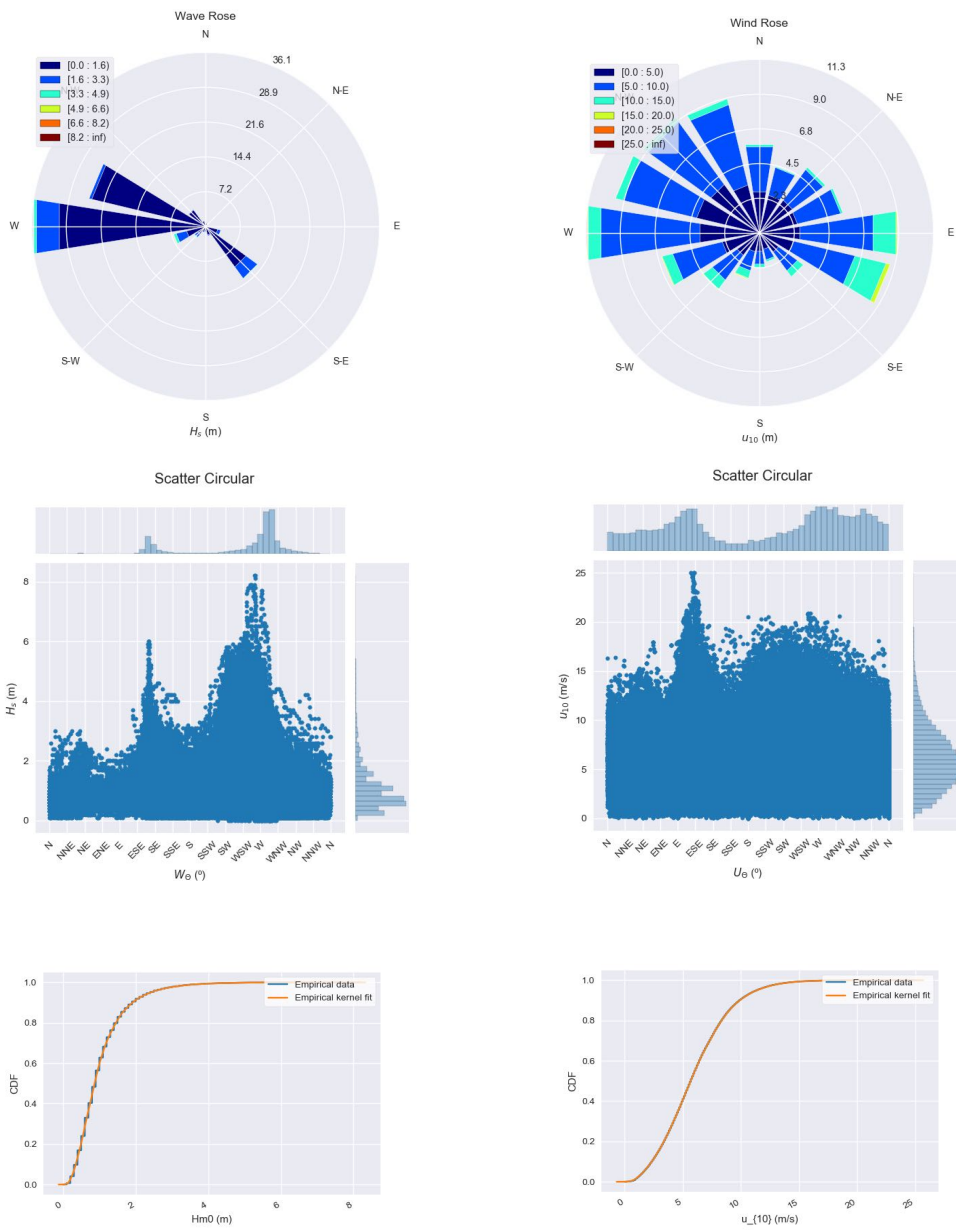 Wave Rose
N
36.1
[0.0 : 1.6)
[1.6 : 3.3)
[3.3 : 4.9)
[4.9 : 6.6)
[6.6 : 8.2)
[8.2 : inf)
28.9
N-E
21.6
14.4
7.2
W
E
S-W
S-E
S
H_s (m)
Wind Rose
N
11.3
[0.0 : 5.0)
[5.0 : 10.0)
[10.0 : 15.0)
[15.0 : 20.0)
[20.0 : 25.0)
[25.0 : inf)
9.0
N-E
6.8
4.5
W
E
S-W
S-E
S
u_10 (m)
Scatter Circular
8
6
4
2
0
H_s (m)
N NNE NE ENE E ESE SE SSE S SSW SW WSW W WNW NW NNW N
W_Θ (º)
Scatter Circular
25
20
15
10
5
0
u_10 (m/s)
N NNE NE ENE E ESE SE SSE S SSW SW WSW W WNW NW NNW N
U_Θ (º)
1.0
0.8
0.6
0.4
0.2
0.0
CDF
Empirical data
Empirical kernel fit
0 2 4 6 8
Hm0 (m)
1.0
0.8
0.6
0.4
0.2
0.0
CDF
Empirical data
Empirical kernel fit
0 5 10 15 20 25
u_{10} (m/s)